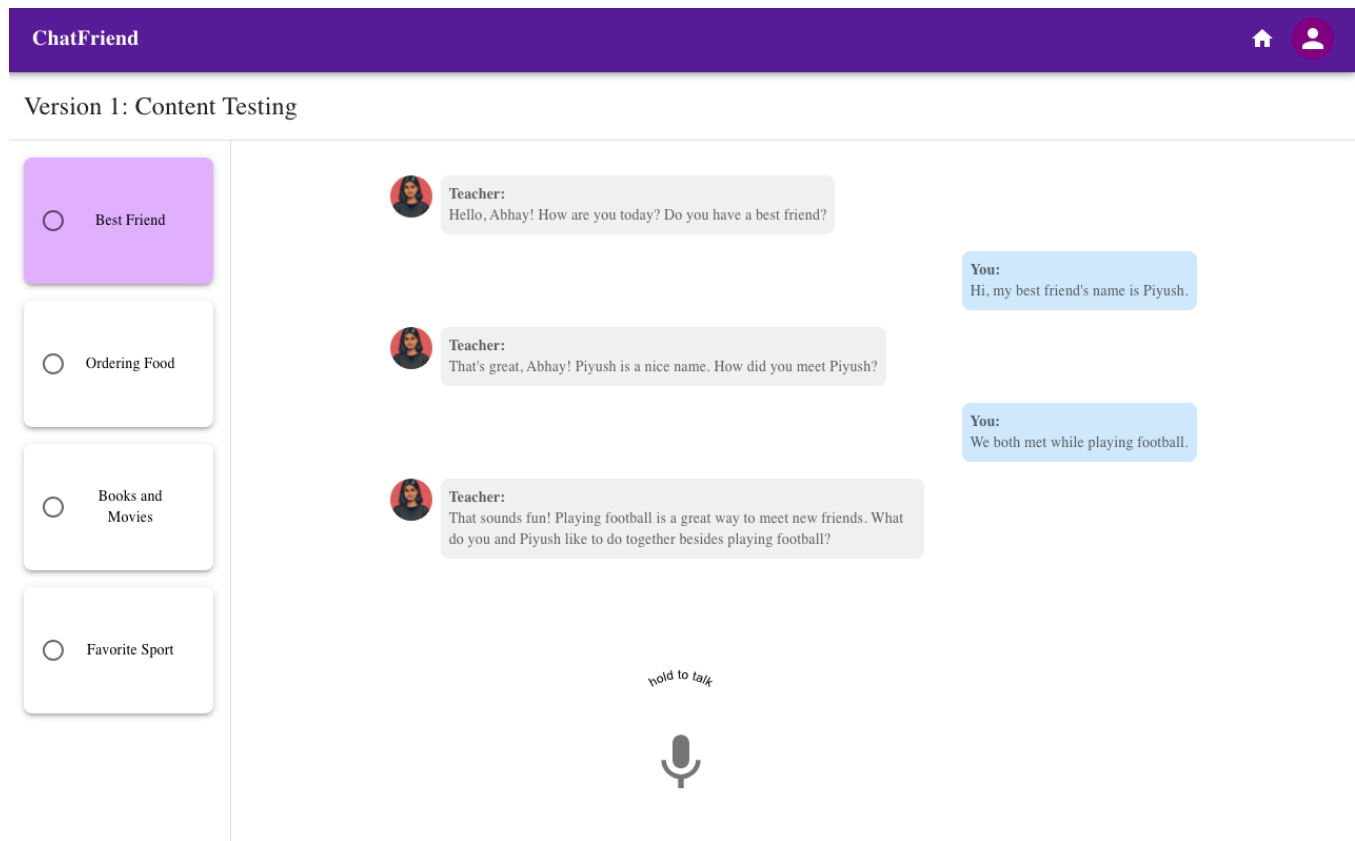 ChatFriend
Version 1: Content Testing
Best Friend
Ordering Food
Books and
Movies
Favorite Sport
Teacher:
Hello, Abhay! How are you today? Do you have a best friend?
You:
Hi, my best friend's name is Piyush.
Teacher:
That's great, Abhay! Piyush is a nice name. How did you meet Piyush?
You:
We both met while playing football.
Teacher:
That sounds fun! Playing football is a great way to meet new friends. What
do you and Piyush like to do together besides playing football?
hold to talk